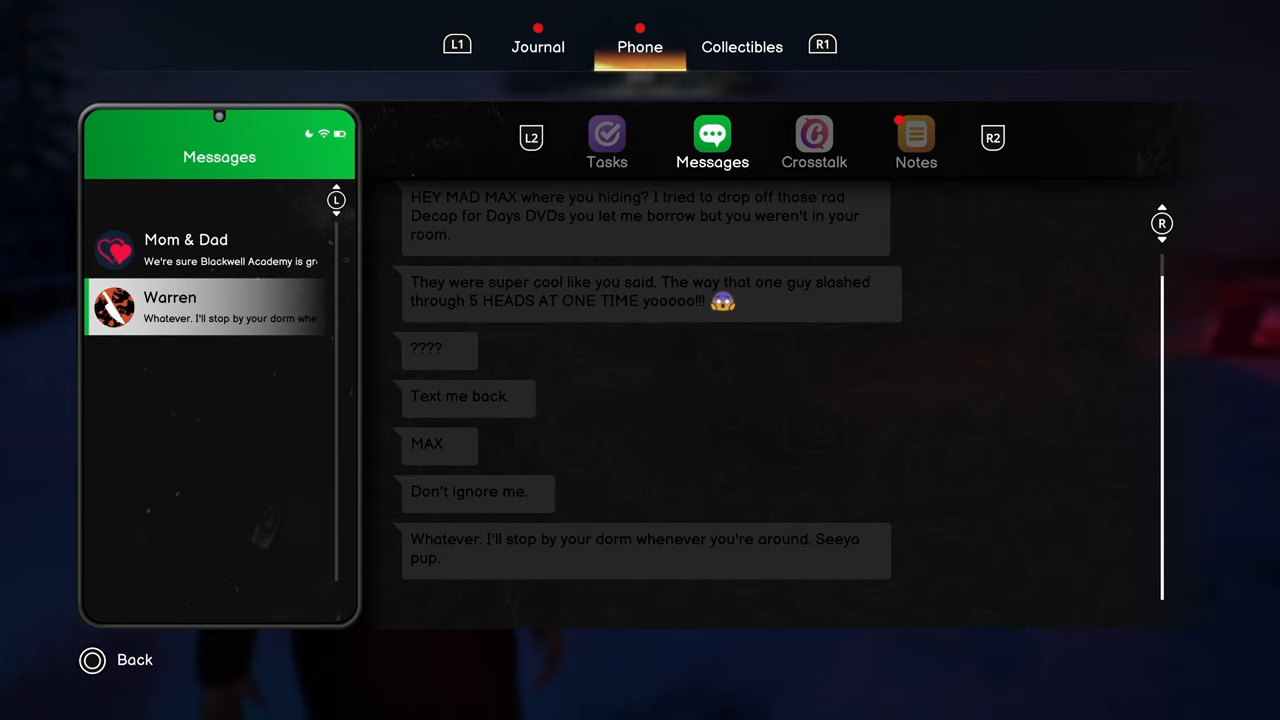 L1
Journal
Phone
Collectibles
R1
Messages
L2
Tasks
Messages
Crosstalk
Notes
R2
L
R
Mom & Dad
We're sure Blackwell Academy is gr
Warren
Whatever. I'll stop by your dorm whe
HEY MAD MAX where you hiding? I tried to drop off those rad
Decap for Days DVDs you let me borrow but you weren't in your
room.
They were super cool like you said. The way that one guy slashed
through 5 HEADS AT ONE TIME yooooo!!! 😱
????
Text me back.
MAX
Don't ignore me.
Whatever. I'll stop by your dorm whenever you're around. Seeya
pup.
Back